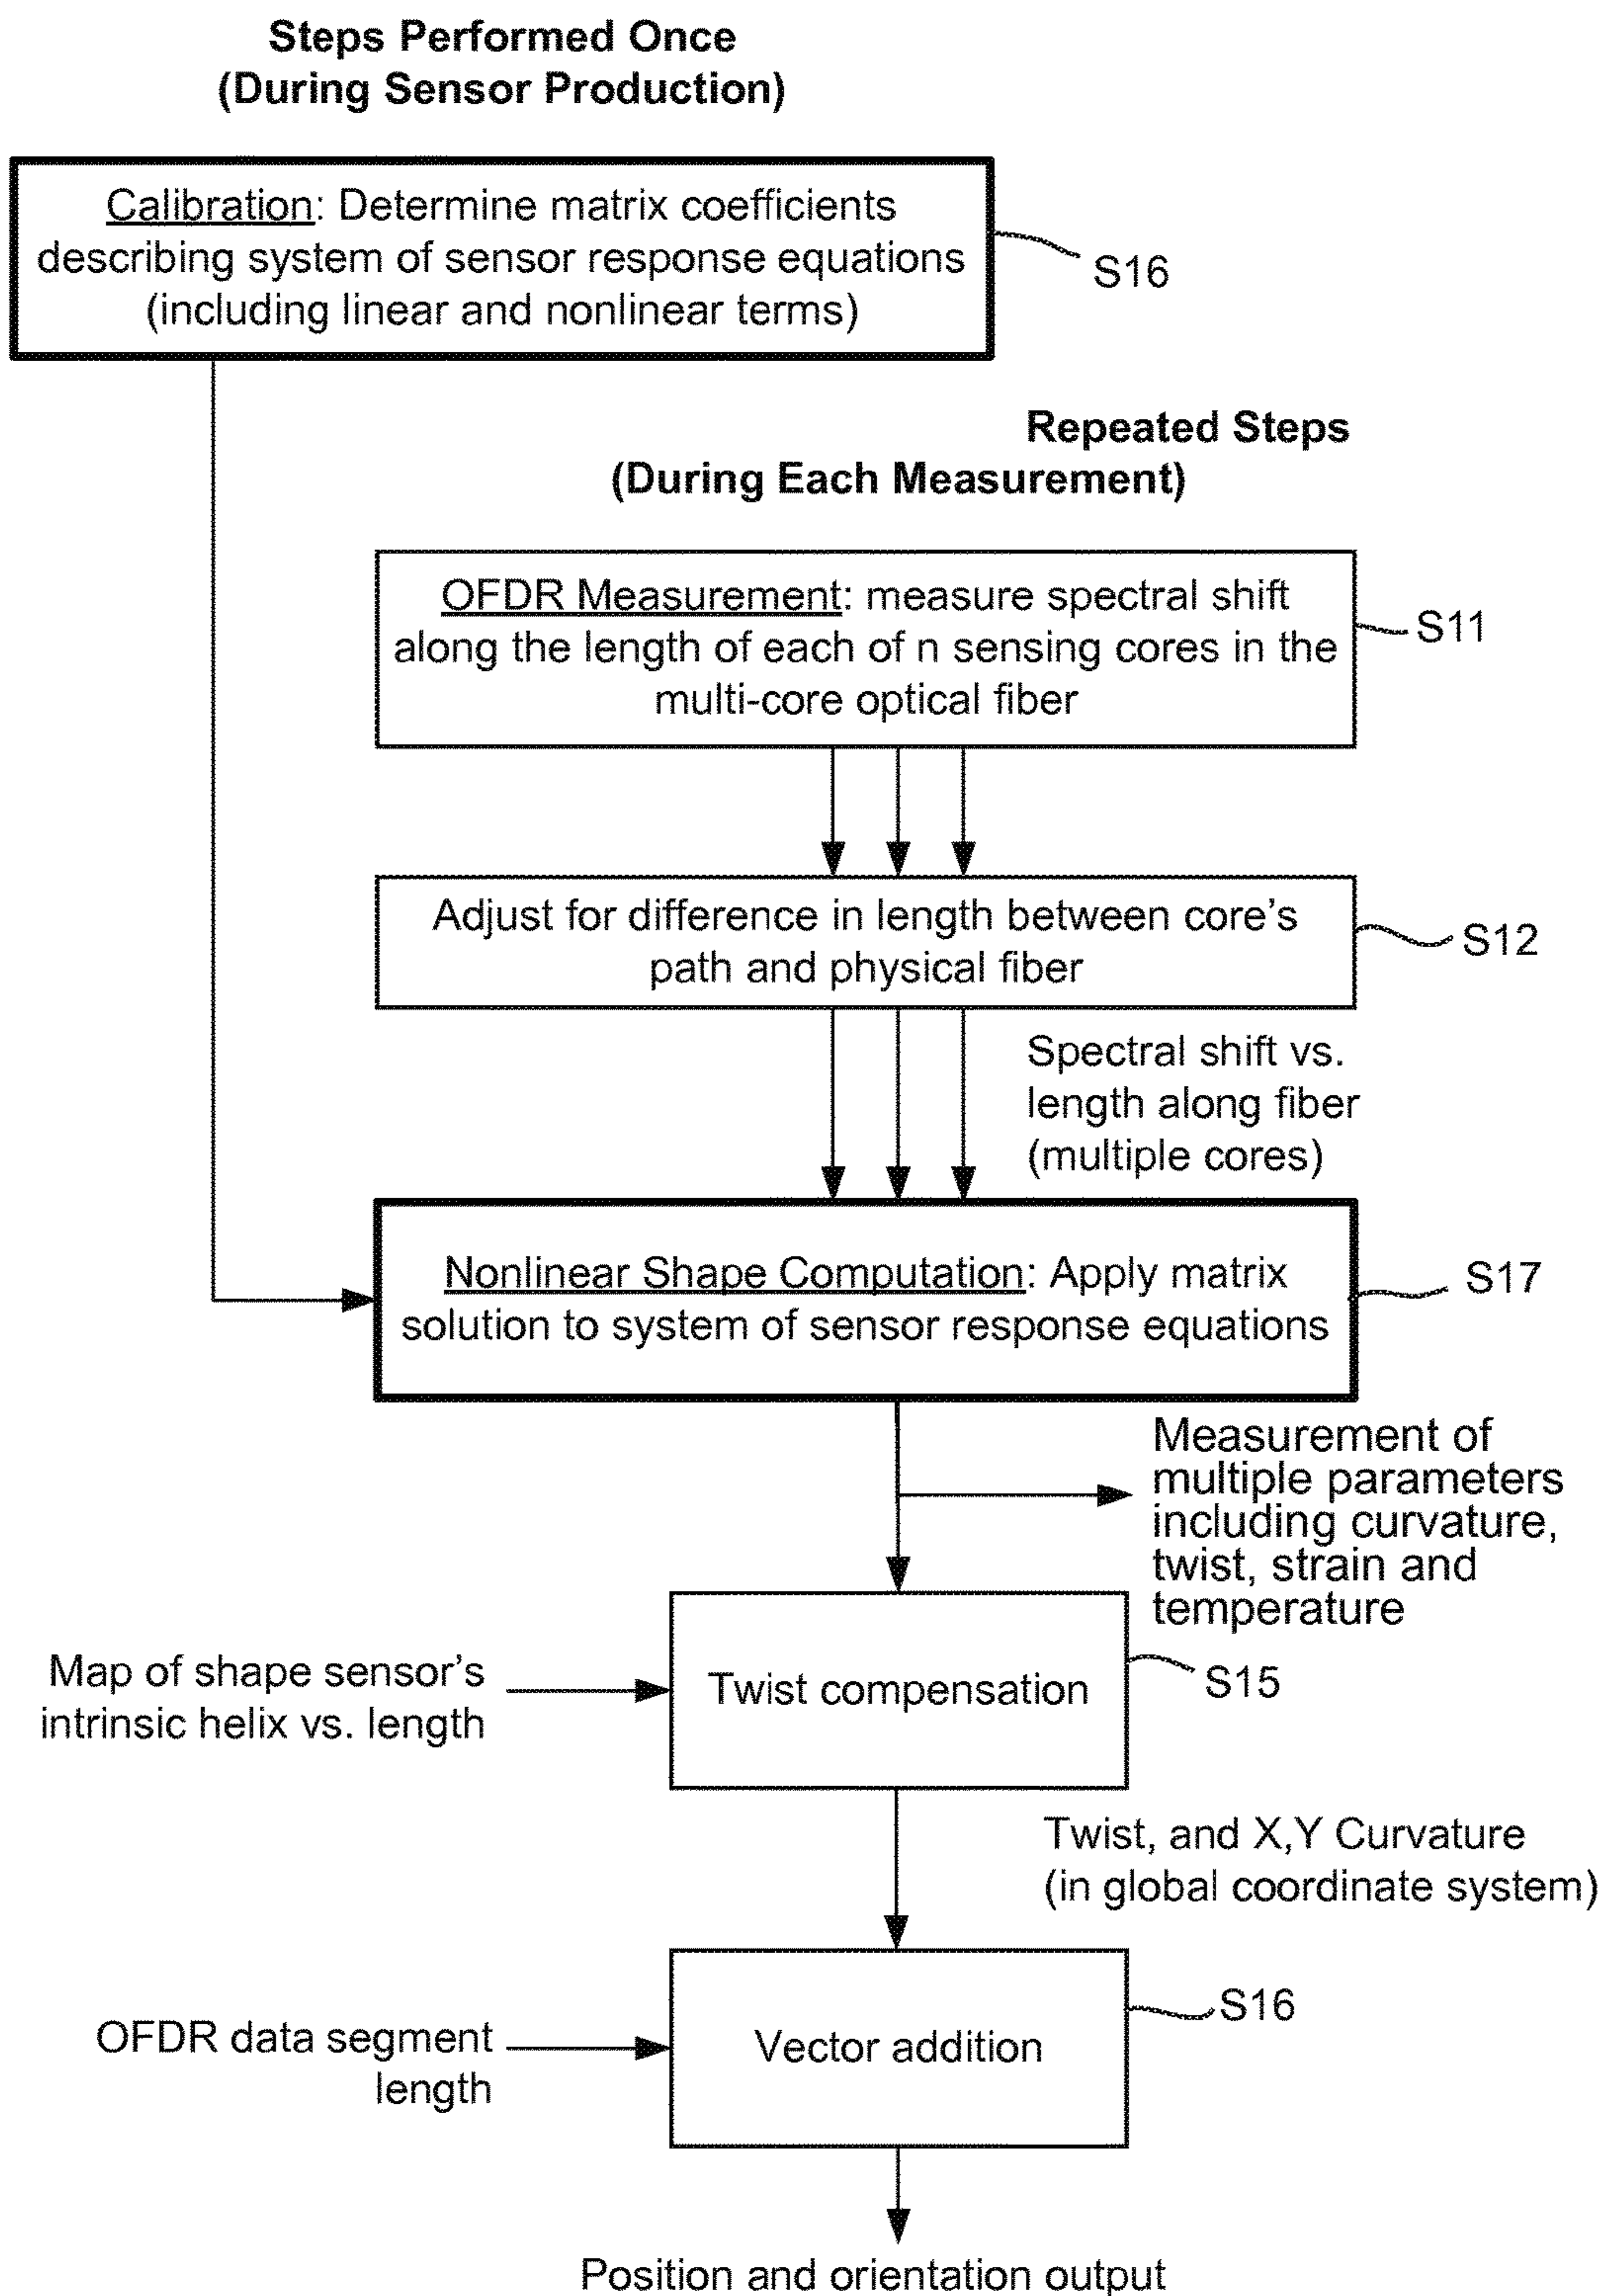 Steps Performed Once
(During Sensor Production)
Calibration: Determine matrix coefficients
describing system of sensor response equations
(including linear and nonlinear terms)
S16
Repeated Steps
(During Each Measurement)
OFDR Measurement: measure spectral shift
along the length of each of n sensing cores in the
multi-core optical fiber
S11
Adjust for difference in length between core's
path and physical fiber
S12
Spectral shift vs.
length along fiber
(multiple cores)
Nonlinear Shape Computation: Apply matrix
solution to system of sensor response equations
S17
Measurement of
multiple parameters
including curvature,
twist, strain and
temperature
Map of shape sensor's
intrinsic helix vs. length
Twist compensation
S15
Twist, and X,Y Curvature
(in global coordinate system)
OFDR data segment
length
Vector addition
S16
Position and orientation output